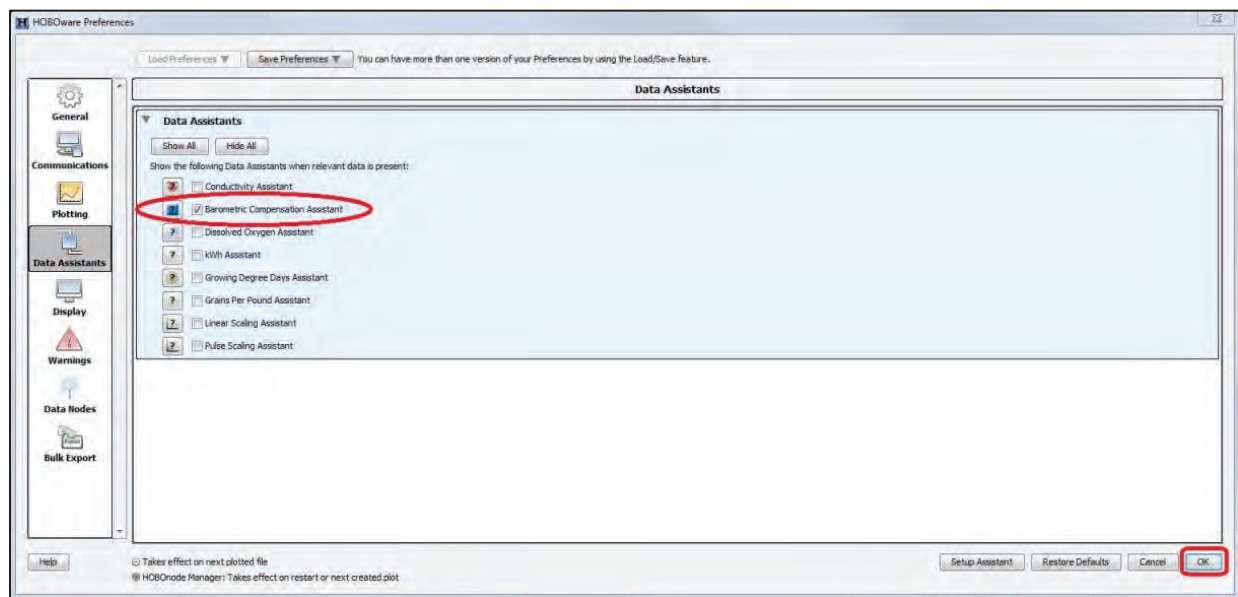 HOBOware Preferences
Load Preferences Save Preferences You can have more than one version of your Preferences by using the Load/Save feature.
Data Assistants
General
Communications
Plotting
Data Assistants
Display
Warnings
Data Nodes
Bulk Export
Data Assistants
Show All Hide All
Show the following Data Assistants when relevant data is present:
Conductivity Assistant
Barometric Compensation Assistant
Dissolved Oxygen Assistant
kWh Assistant
Growing Degree Days Assistant
Grains Per Pound Assistant
Linear Scaling Assistant
Pulse Scaling Assistant
Help
Takes effect on next plotted file
HOBOnode Manager: Takes effect on restart or next created plot
Setup Assistant Restore Defaults Cancel OK